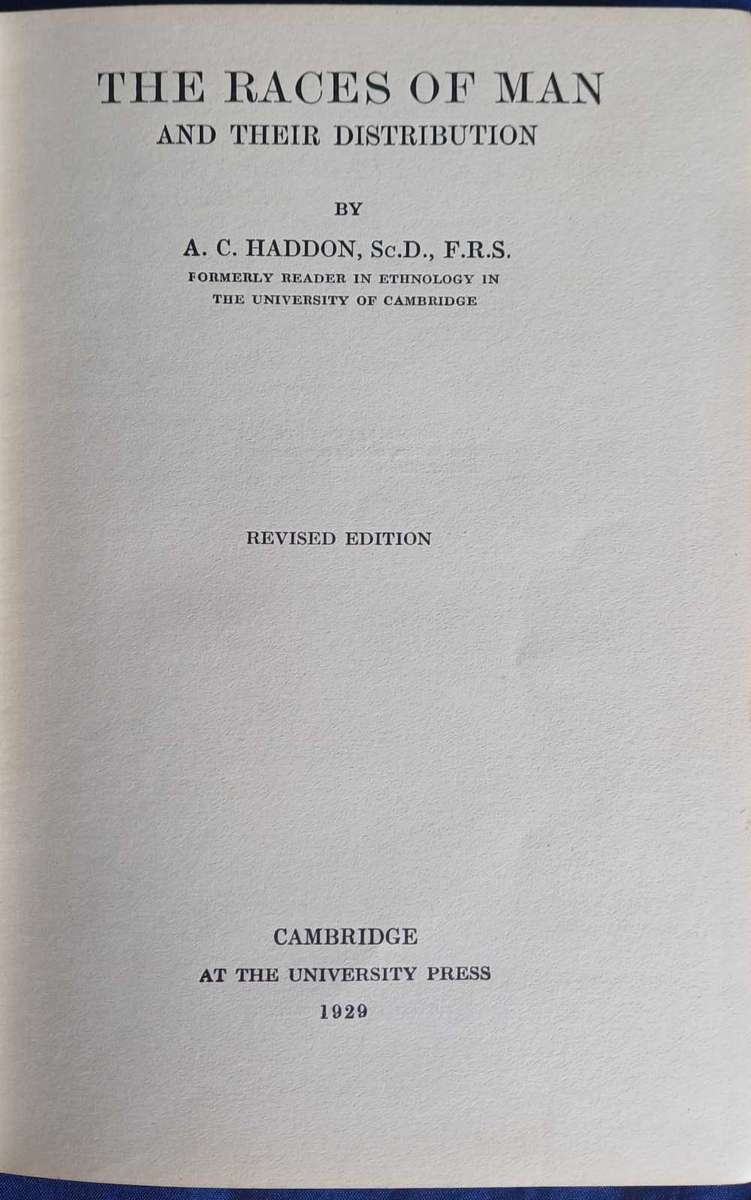 THE RACES OF MAN
AND THEIR DISTRIBUTION
BY
A. C. HADDON, Sc.D., F.R.S.
FORMERLY READER IN ETHNOLOGY IN
THE UNIVERSITY OF CAMBRIDGE
REVISED EDITION
CAMBRIDGE
AT THE UNIVERSITY PRESS
1929